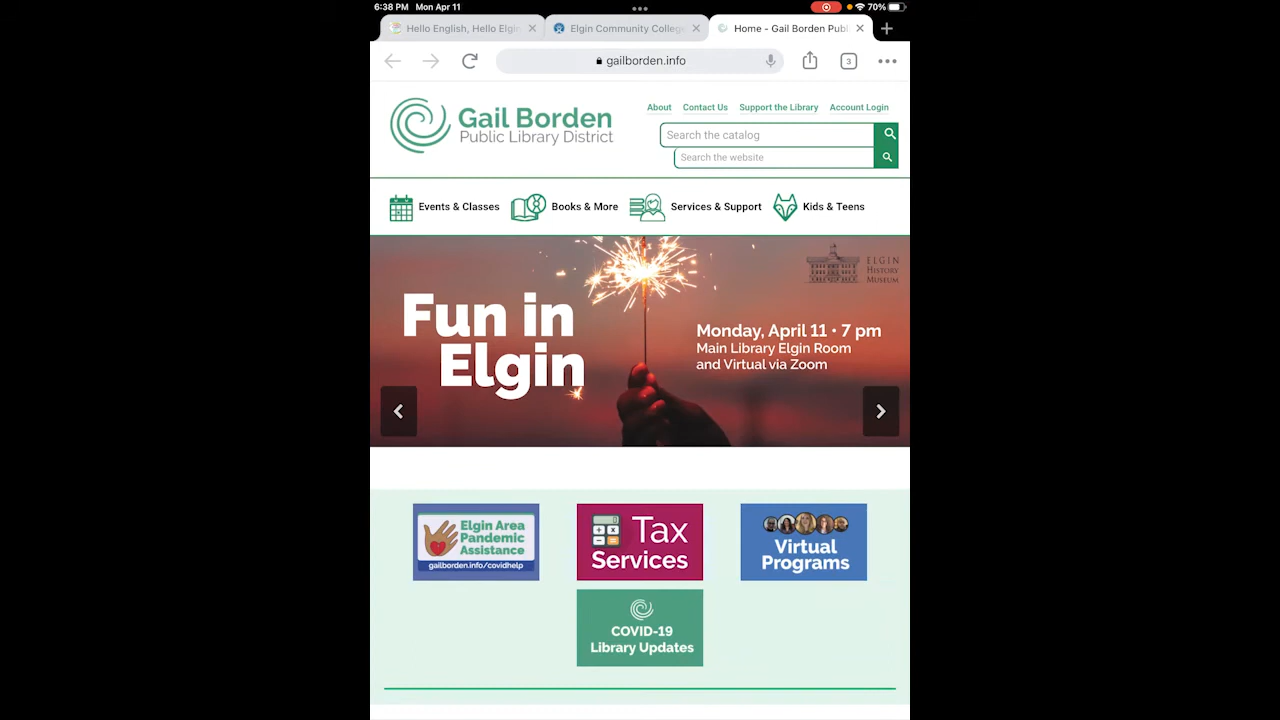 6:38 PM Mon Apr 11
70%
Hello English, Hello Elgin
Elgin Community College
Home - Gail Borden Publ
gailborden.info
3
Gail Borden
Public Library District
About Contact Us Support the Library Account Login
Search the catalog
Search the website
Events & Classes
Books & More
Services & Support
Kids & Teens
ELGIN
HISTORY
MUSEUM
Fun in
Elgin
Monday, April 11 • 7 pm
Main Library Elgin Room
and Virtual via Zoom
Elgin Area
Pandemic
Assistance
gailborden.info/covidhelp
Tax
Services
Virtual
Programs
COVID-19
Library Updates